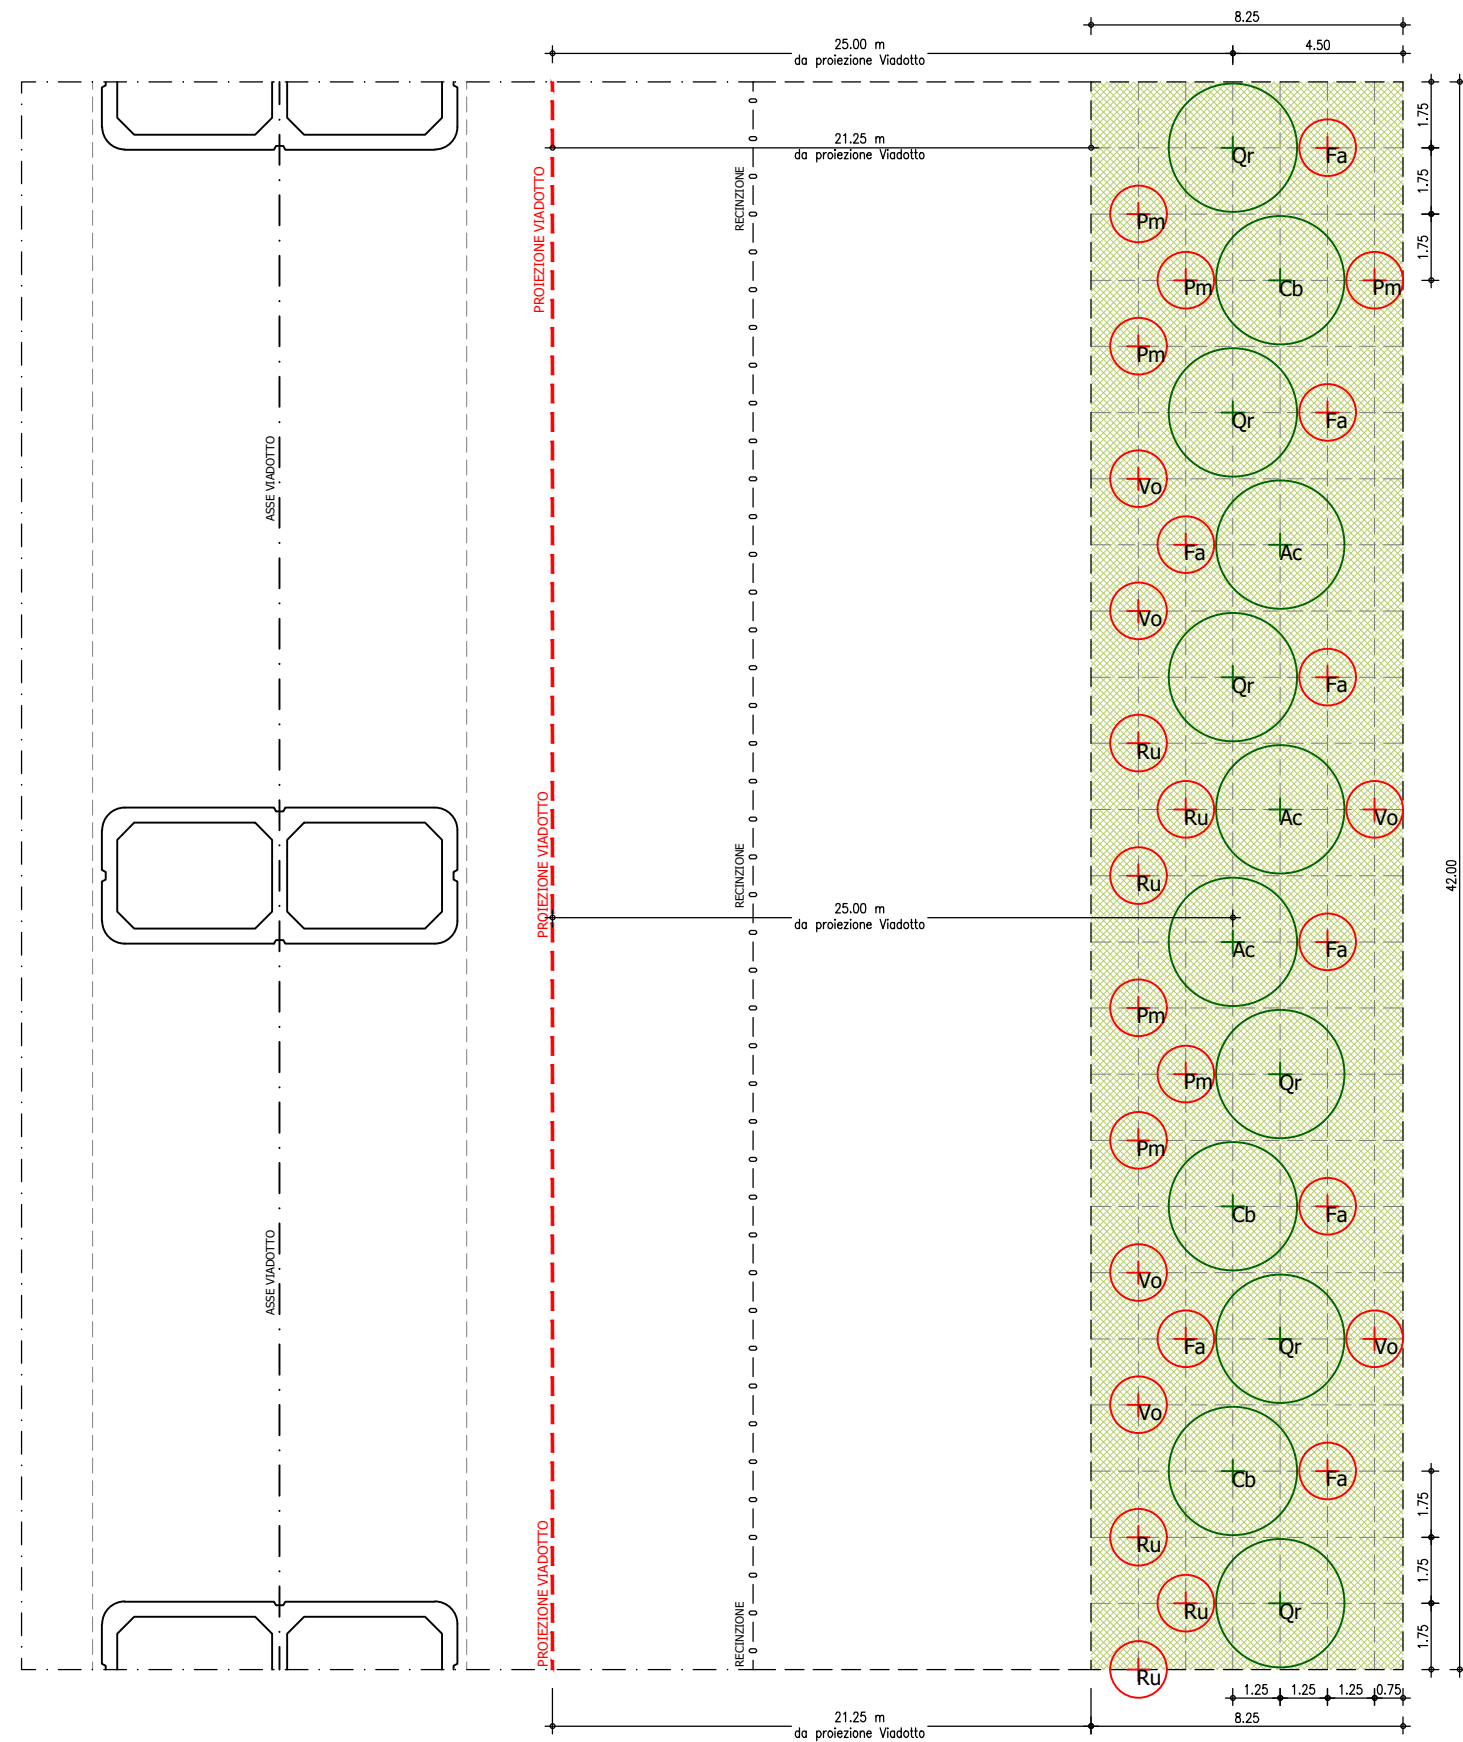 8.25
25.00 m
da proiezione Viadotto
4.50
1.75
21.25 m
da proiezione Viadotto
Qr
Fa
1.75
PROIEZIONE VIADOTTO
RECINZIONE
Pm
1.75
Pm
Cb
Pm
Pm
Qr
Fa
ASSE VIADOTTO
Vo
Fa
Ac
Vo
Qr
Fa
Ru
Ru
Ac
Vo
PROIEZIONE VIADOTTO
RECINZIONE
Ru
42.00
25.00 m
da proiezione Viadotto
Ac
Fa
Pm
Pm
Qr
Pm
Cb
Fa
ASSE VIADOTTO
Vo
Fa
Qr
Vo
Vo
Cb
Fa
1.75
Ru
1.75
PROIEZIONE VIADOTTO
RECINZIONE
Ru
Qr
1.75
Ru
1.25
1.25
1.25
0.75
21.25 m
da proiezione Viadotto
8.25